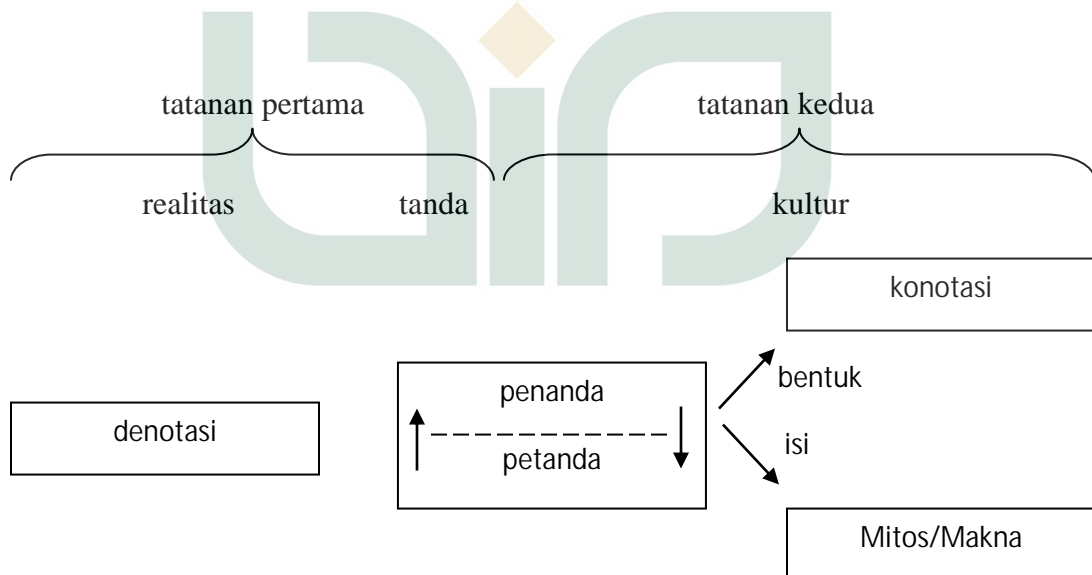 tatanan pertama
tatanan kedua
realitas
tanda
kultur
konotasi
bentuk
penanda
denotasi
isi
petanda
Mitos/Makna